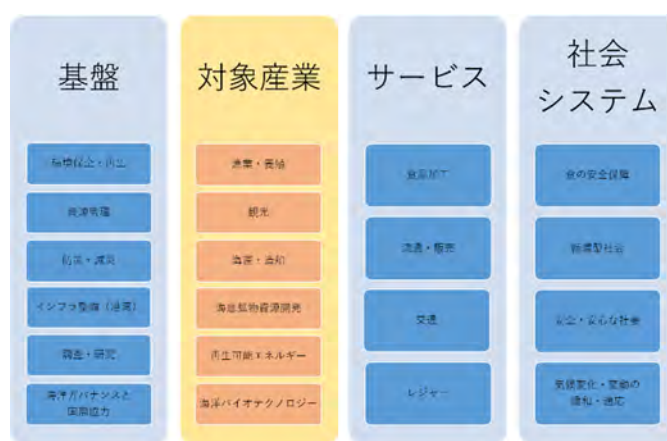 基盤
環境保全・再生
資源管理
防災・減災
インフラ整備（港湾）
調査・研究
海洋ガバナンスと
国際協力
対象産業
漁業・養殖
観光
海運・造船
海底鉱物資源開発
再生可能エネルギー
海洋バイオテクノロジー
サービス
食品加工
流通・販売
交通
レジャー
社会
システム
食の安全保障
循環型社会
安全・安心な社会
気候変化・変動の
緩和・適応